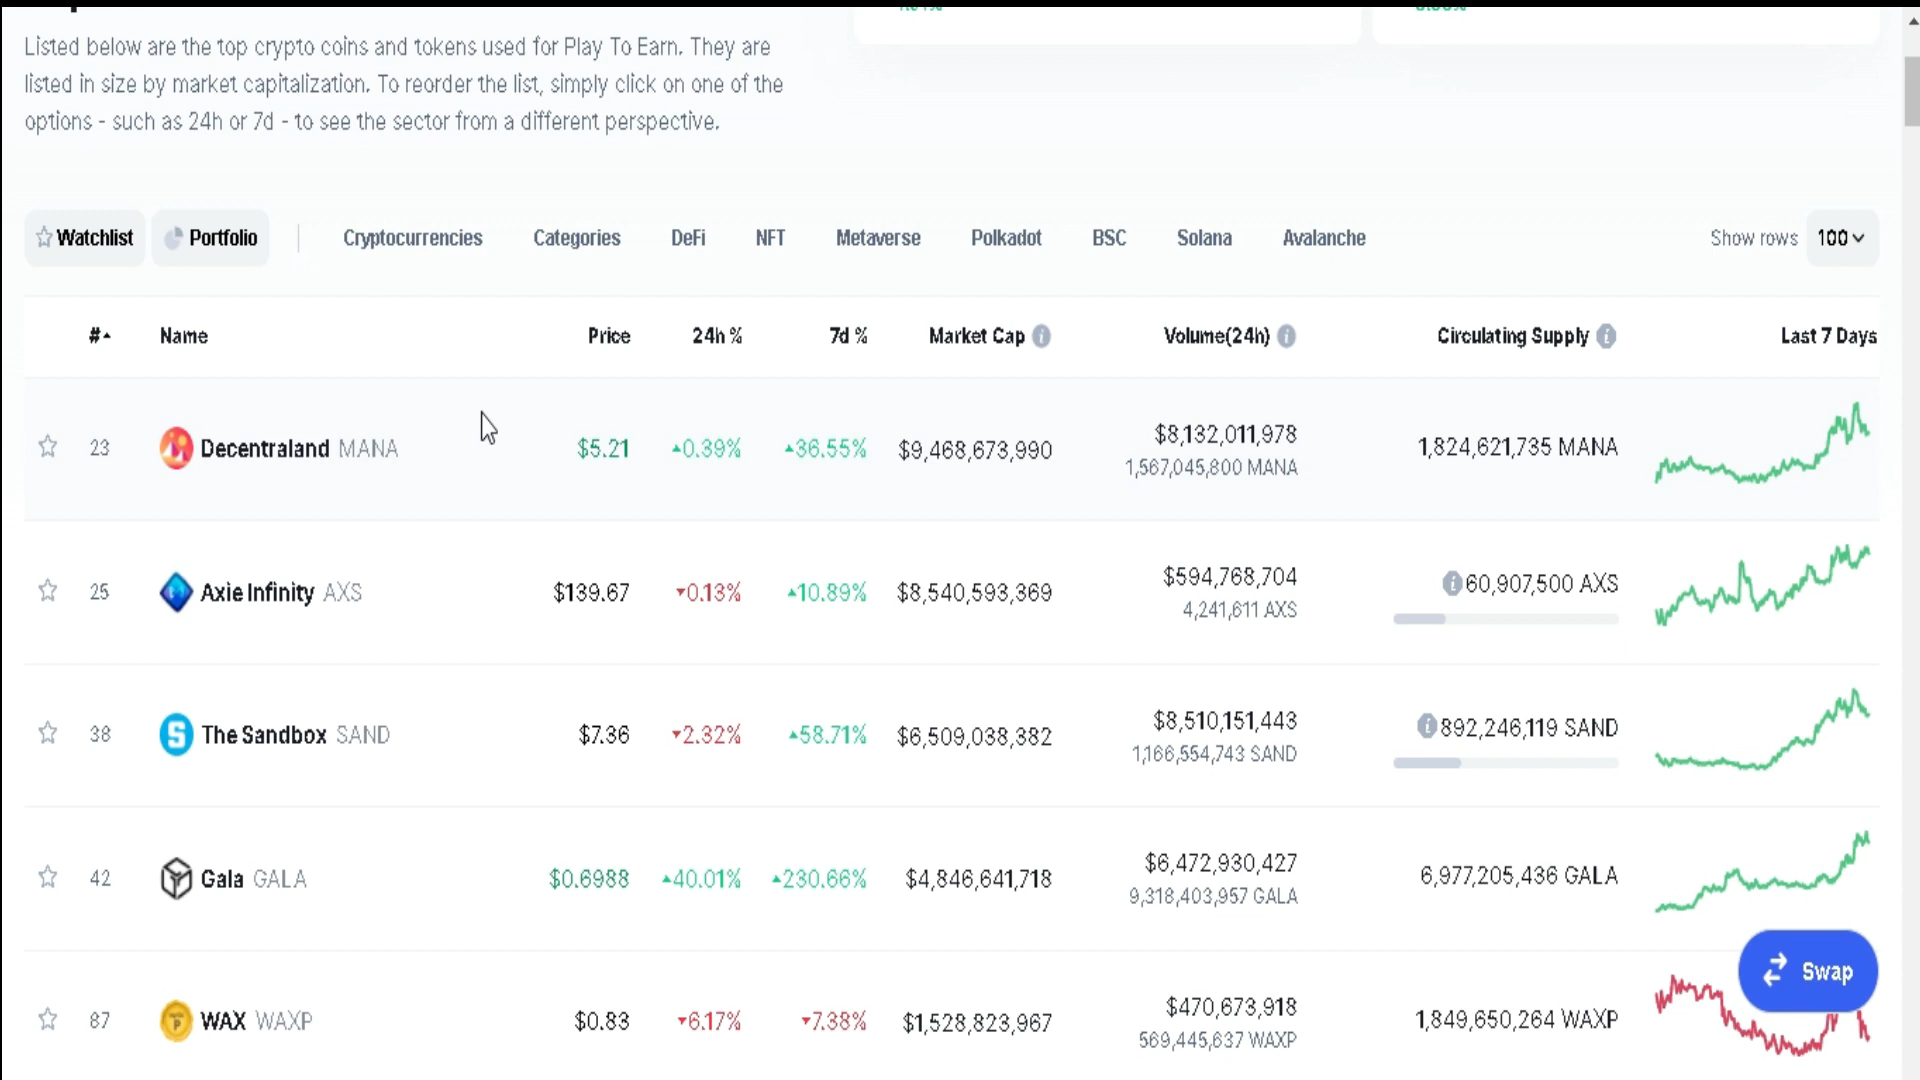 Listed below are the top crypto coins and tokens used for Play To Earn. They are
listed in size by market capitalization. To reorder the list, simply click on one of the
options - such as 24h or 7d - to see the sector from a different perspective.
Watchlist Portfolio Cryptocurrencies Categories DeFi NFT Metaverse Polkadot BSC Solana Avalanche Show rows 100
# Name Price 24h % 7d % Market Cap Volume(24h) Circulating Supply Last 7 Days
23 Decentraland MANA $5.21 0.39% 36.55% $9,468,673,990 $8,132,011,978 1,824,621,735 MANA
1,567,045,800 MANA
25 Axie Infinity AXS $139.67 0.13% 10.89% $8,540,593,369 $594,768,704 60,907,500 AXS
4,241,611 AXS
38 The Sandbox SAND $7.36 2.32% 58.71% $6,509,038,382 $8,510,151,443 892,246,119 SAND
1,166,554,743 SAND
42 Gala GALA $0.6988 40.01% 230.66% $4,846,641,718 $6,472,930,427 6,977,205,436 GALA
9,318,403,957 GALA
Swap
87 WAX WAXP $0.83 6.17% 7.38% $1,528,823,967 $470,673,918 1,849,650,264 WAXP
569,445,637 WAXP